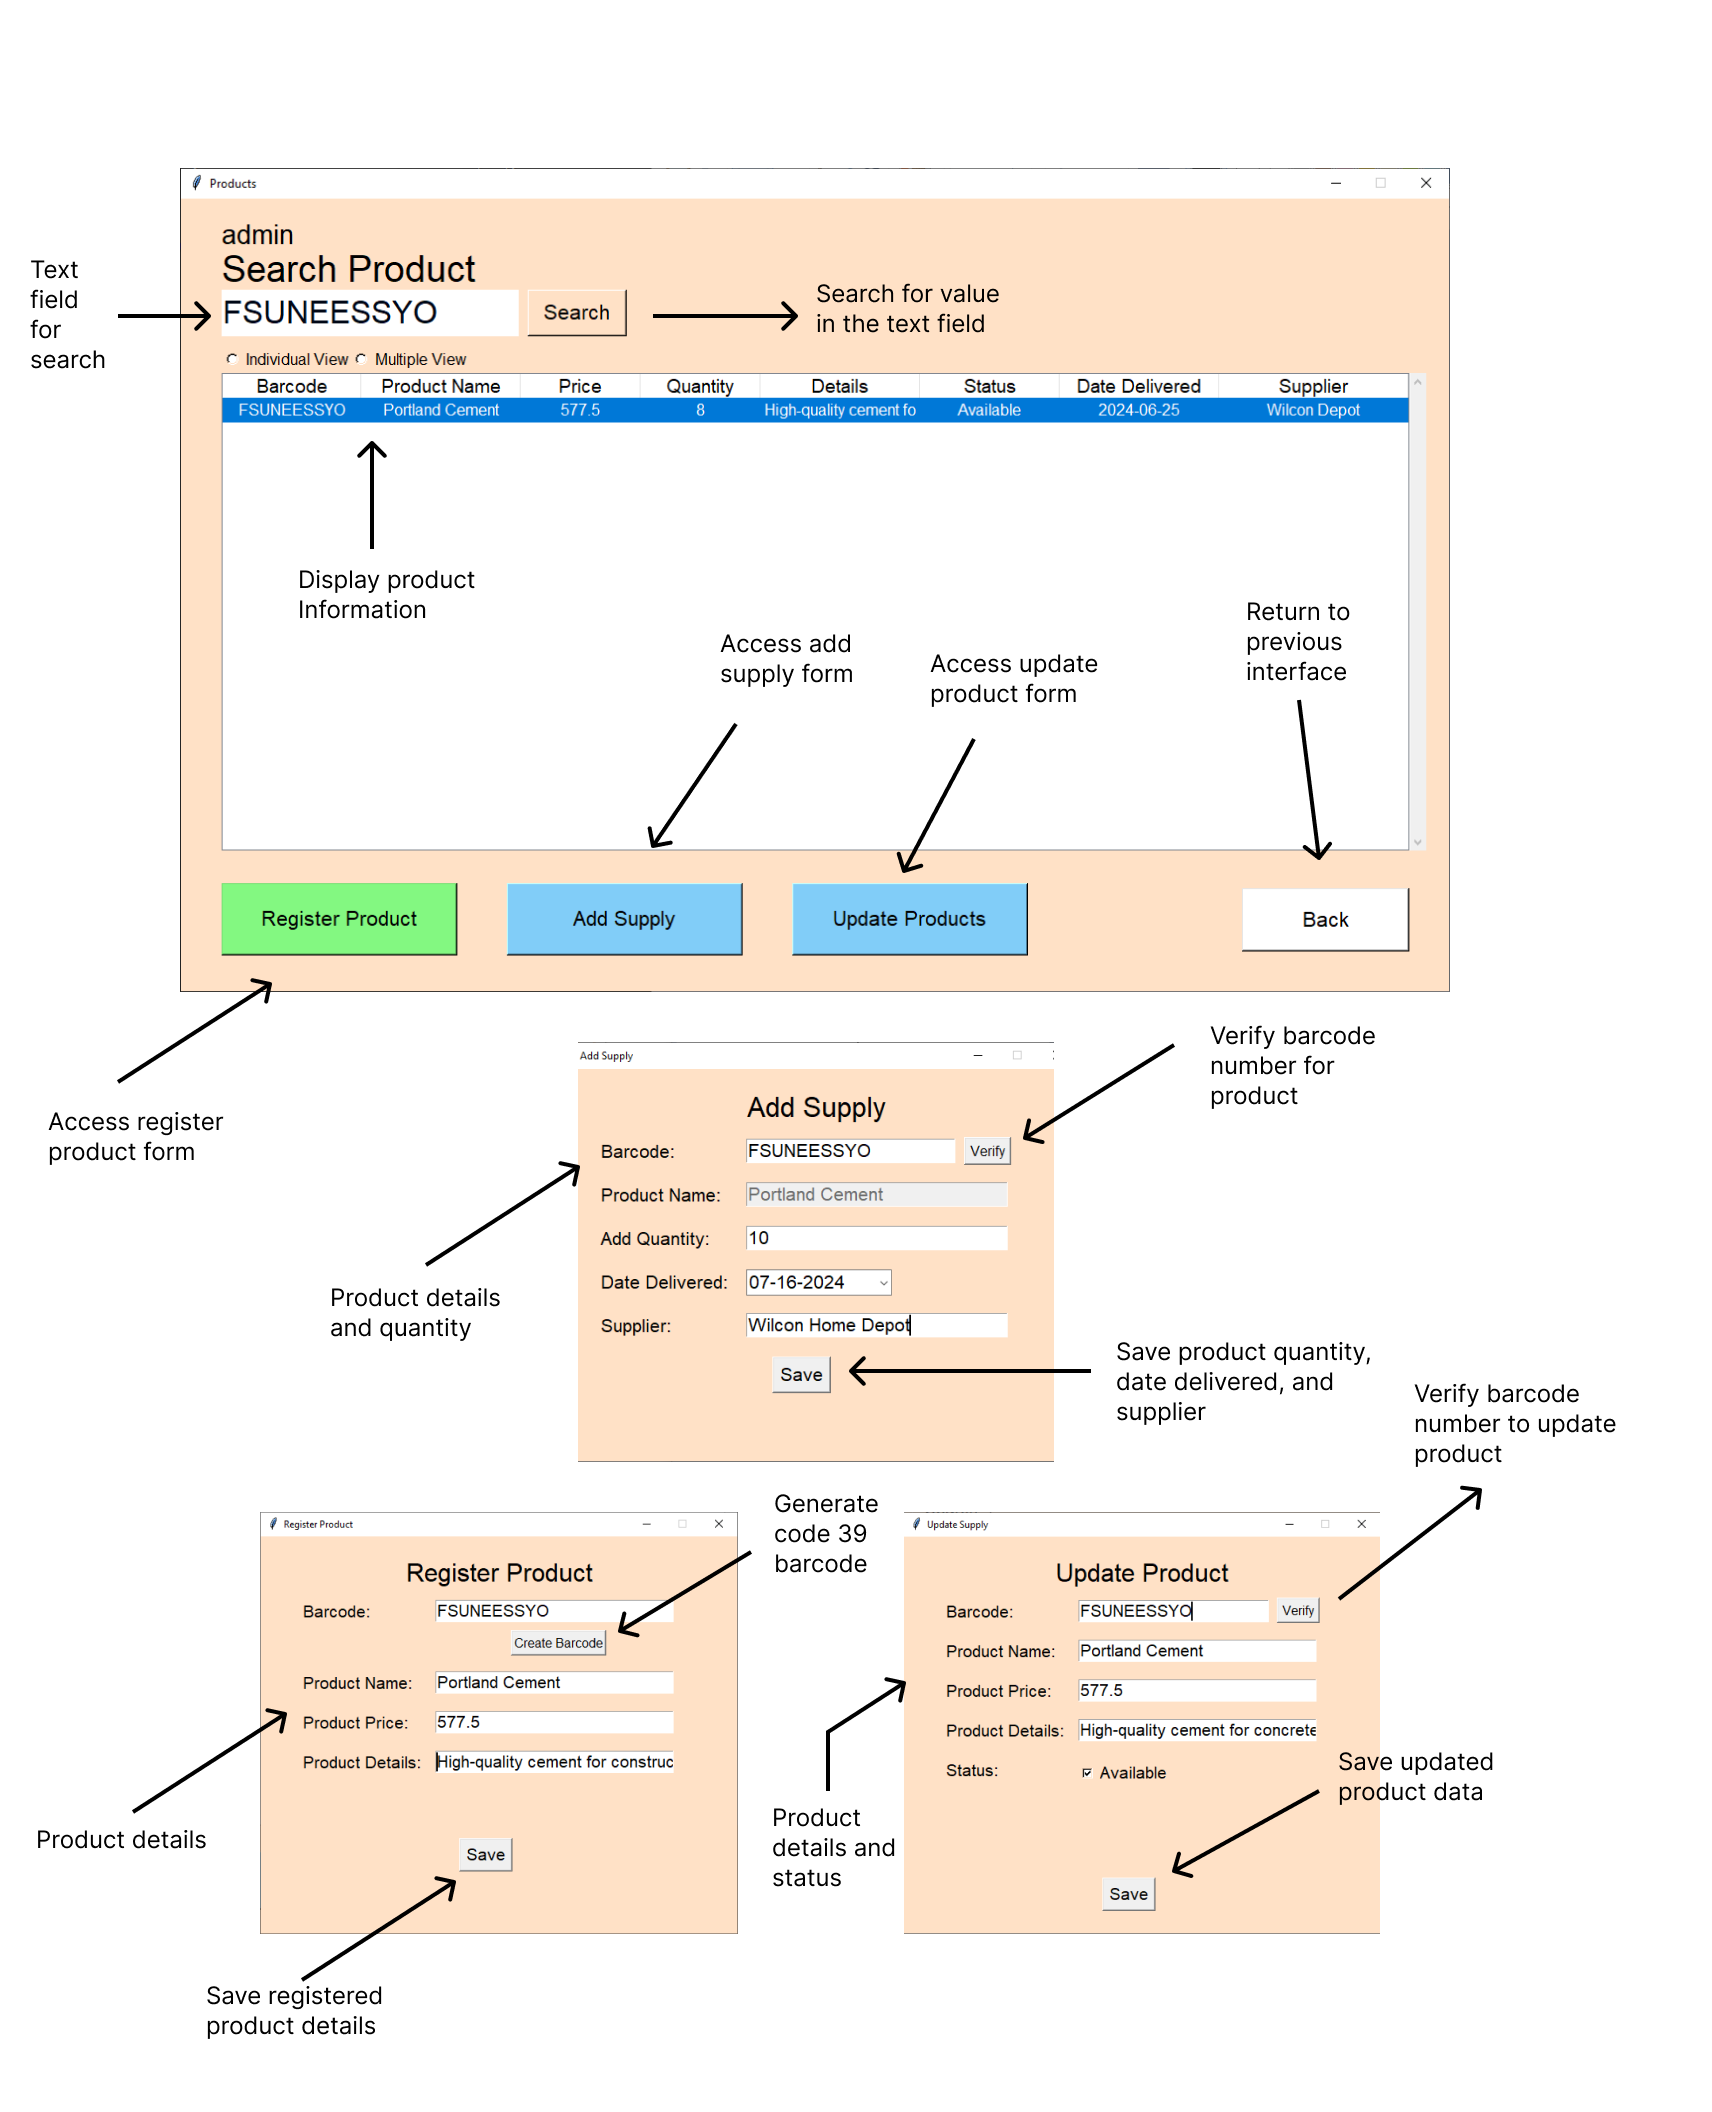 Products
admin
Search Product
Text
field
for
search
FSUNEESSYO
Search
Search for value
in the text field
Individual View
Multiple View
Barcode Product Name Price Quantity Details Status Date Delivered Supplier
FSUNEESSYO Portland Cement 577.5 8 High-quality cement fo Available 2024-06-25 Wilcon Depot
Display product
Information
Access add
supply form
Access update
product form
Return to
previous
interface
Register Product
Add Supply
Update Products
Back
Access register
product form
Add Supply
Add Supply
Verify barcode
number for
product
Barcode: FSUNEESSYO Verify
Product Name: Portland Cement
Add Quantity: 10
Date Delivered: 07-16-2024
Supplier: Wilcon Home Depot
Save
Product details
and quantity
Save product quantity,
date delivered, and
supplier
Verify barcode
number to update
product
Generate
code 39
barcode
Register Product
Register Product
Barcode: FSUNEESSYO
Create Barcode
Product Name: Portland Cement
Product Price: 577.5
Product Details: High-quality cement for construc
Save
Product details
Save registered
product details
Update Supply
Update Product
Barcode: FSUNEESSYO Verify
Product Name: Portland Cement
Product Price: 577.5
Product Details: High-quality cement for concrete
Status: Available
Save
Product
details and
status
Save updated
product data